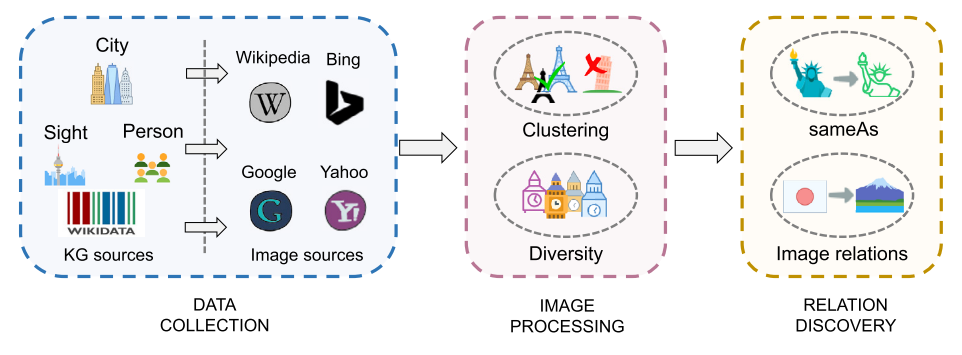 City
Sight
Person
WIKIDATA
KG sources
Wikipedia
Bing
W
Google
Yahoo
G
Y!
Image sources
DATA
COLLECTION
Clustering
Diversity
IMAGE
PROCESSING
sameAs
Image relations
RELATION
DISCOVERY